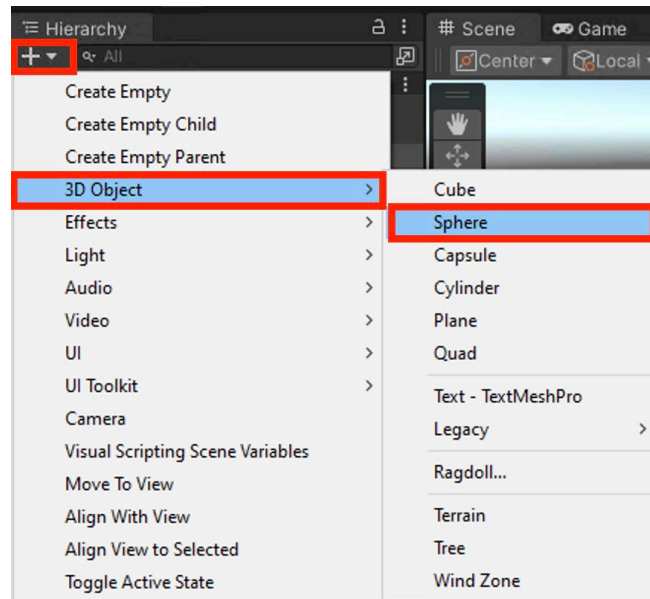 Hierarchy
# Scene
Game
All
Center
Local
Create Empty
Create Empty Child
Create Empty Parent
3D Object >
Effects >
Light >
Audio >
Video >
UI >
UI Toolkit >
Camera
Visual Scripting Scene Variables
Move To View
Align With View
Align View to Selected
Toggle Active State
Cube
Sphere
Capsule
Cylinder
Plane
Quad
Text - TextMeshPro
Legacy >
Ragdoll...
Terrain
Tree
Wind Zone